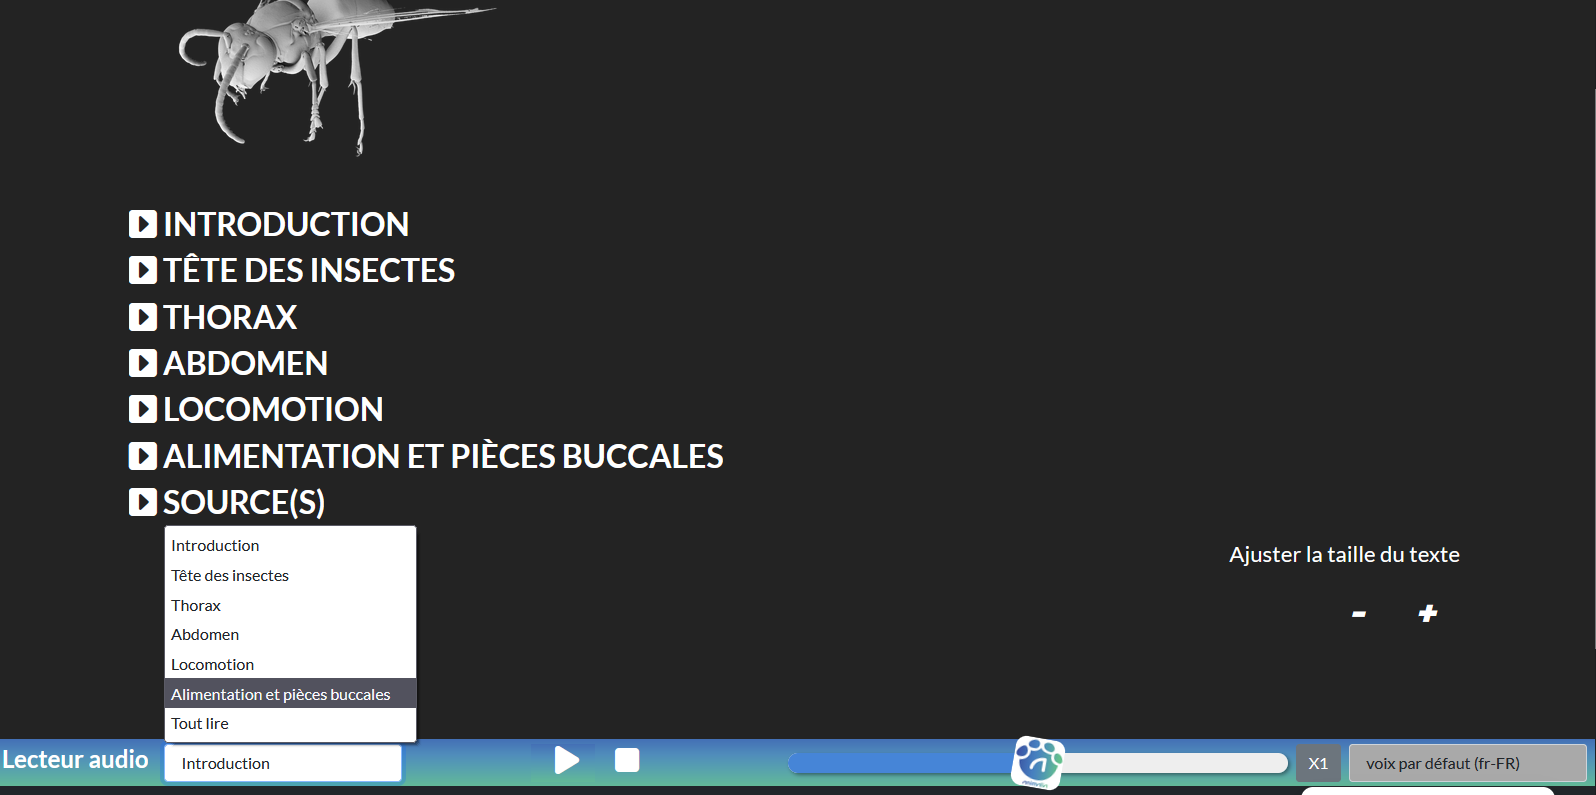 INTRODUCTION
TÊTE DES INSECTES
THORAX
ABDOMEN
LOCOMOTION
ALIMENTATION ET PIÈCES BUCCALES
SOURCE(S)
Introduction
Tête des insectes
Thorax
Abdomen
Locomotion
Alimentation et pièces buccales
Tout lire
Ajuster la taille du texte
- +
Lecteur audio
Introduction
X1
voix par défaut (fr-FR)